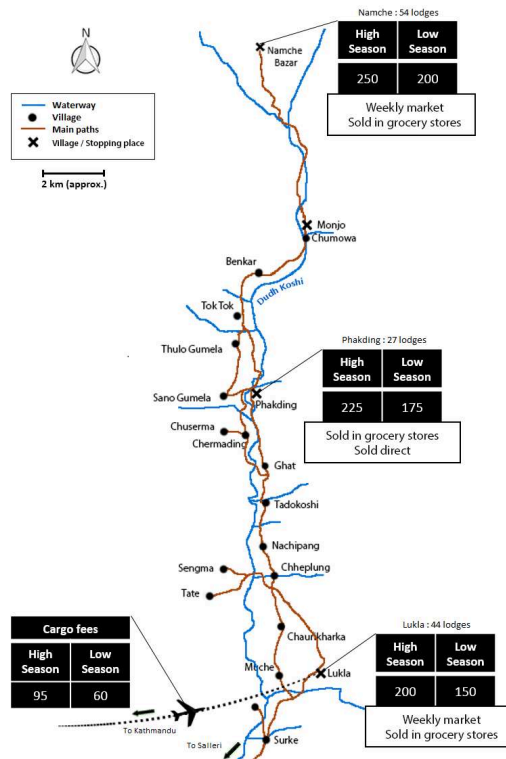 Namche : 54 lodges
High Season
Low Season
250
200
Weekly market
Sold in grocery stores
N
Waterway
Village
Main paths
Village / Stopping place
2 km (approx.)
Namche Bazar
Monjo
Chumowa
Benkar
Dudh Koshi
Tok Tok
Thulo Gumela
Phakding : 27 lodges
High Season
Low Season
225
175
Sold in grocery stores
Sold direct
Sano Gumela
Phakding
Chuserma
Chermading
Ghat
Tadokoshi
Nachipang
Sengma
Chheplung
Tate
Cargo fees
High Season
Low Season
95
60
Chaunkharka
Lukla : 44 lodges
High Season
Low Season
200
150
Weekly market
Sold in grocery stores
Muche
Lukla
To Kathmandu
To Salleri
Surke